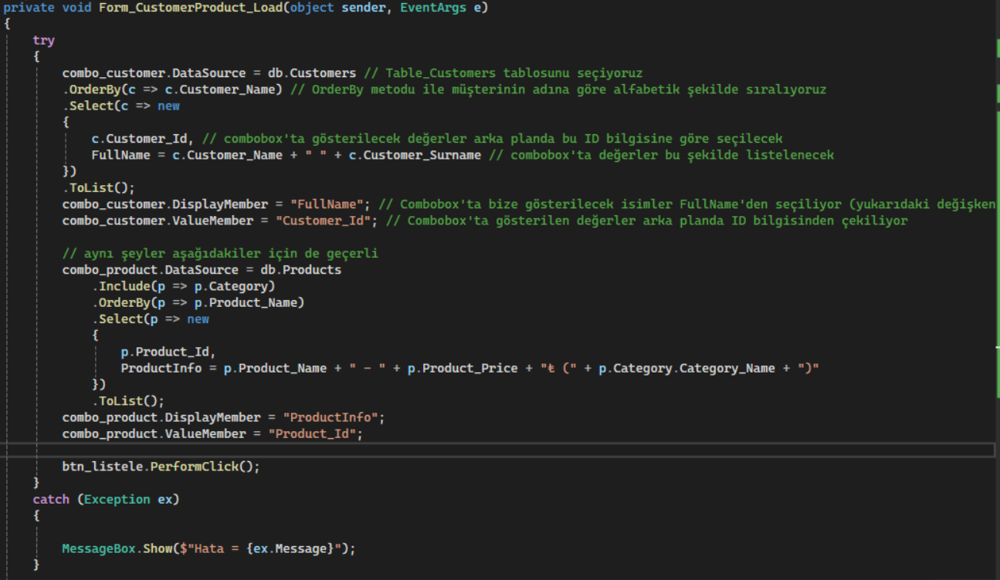 private void Form_CustomerProduct_Load(object sender, EventArgs e)
{
try
{
combo_customer.DataSource = db.Customers // Table_Customers tablosunu seçiyoruz
.OrderBy(c => c.Customer_Name) // OrderBy metodu ile müşterinin adına göre alfabetik şekilde sıralıyoruz
.Select(c => new
{
c.Customer_Id, // combobox'ta gösterilecek değerler arka planda bu ID bilgisine göre seçilecek
FullName = c.Customer_Name + " " + c.Customer_Surname // combobox'ta değerler bu şekilde listelenecek
})
.ToList();
combo_customer.DisplayMember = "FullName"; // Combobox'ta bize gösterilecek isimler FullName'den seçiliyor (yukarıdaki değişken
combo_customer.ValueMember = "Customer_Id"; // Combobox'ta gösterilen değerler arka planda ID bilgisinden çekiliyor
// aynı şeyler aşağıdakiler için de geçerli
combo_product.DataSource = db.Products
.Include(p => p.Category)
.OrderBy(p => p.Product_Name)
.Select(p => new
{
p.Product_Id,
ProductInfo = p.Product_Name + " - " + p.Product_Price + "₺ (" + p.Category.Category_Name + ")"
})
.ToList();
combo_product.DisplayMember = "ProductInfo";
combo_product.ValueMember = "Product_Id";
btn_listele.PerformClick();
}
catch (Exception ex)
{
MessageBox.Show($"Hata = {ex.Message}");
}